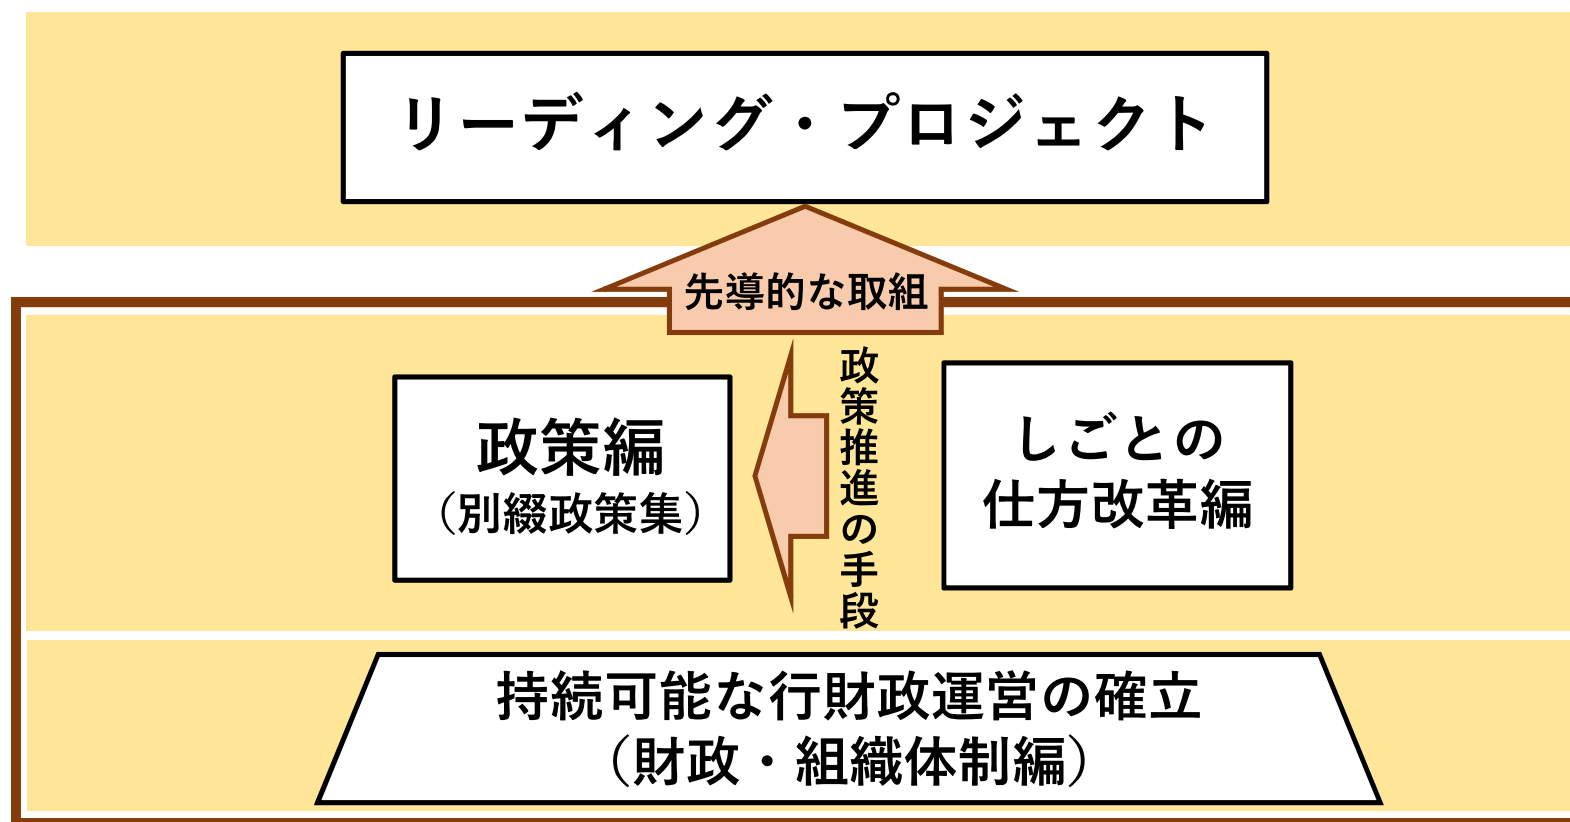 リーディング・プロジェクト
先導的な取組
政策編
（別綴政策集）
政策推進の手段
しごとの
仕方改革編
持続可能な行財政運営の確立
（財政・組織体制編）